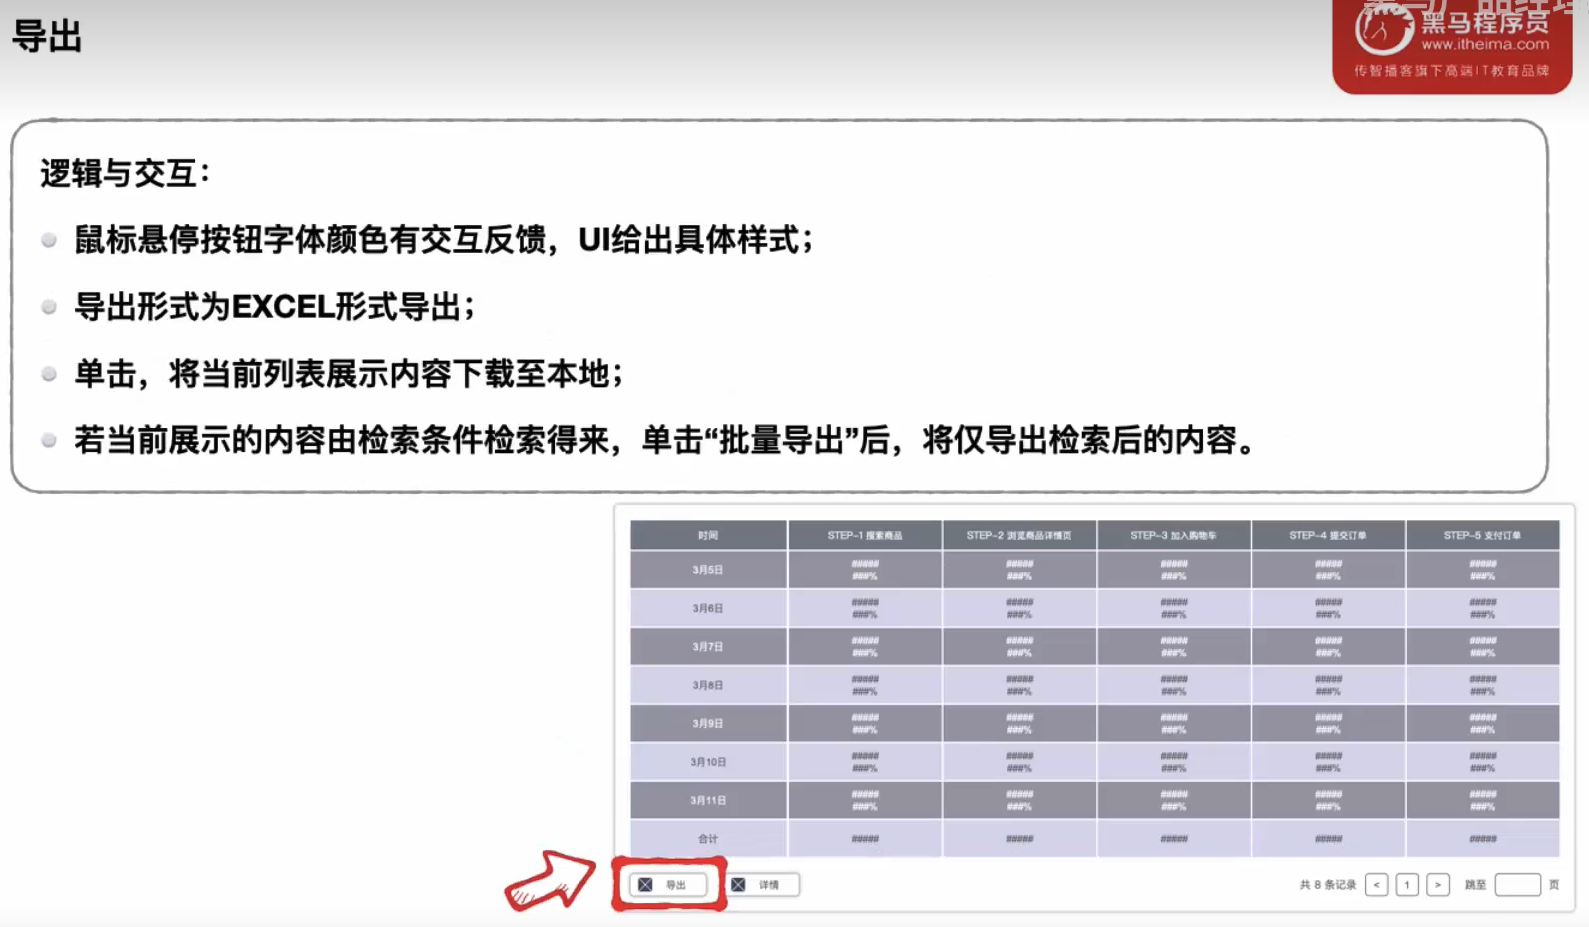 导出
黑马程序员
www.itheima.com
传智播客旗下高端IT教育品牌
逻辑与交互：
鼠标悬停按钮字体颜色有交互反馈，UI给出具体样式；
导出形式为EXCEL形式导出；
单击，将当前列表展示内容下载至本地；
若当前展示的内容由检索条件检索得来，单击“批量导出”后，将仅导出检索后的内容。
时间 STEP-1 搜索商品 STEP-2 浏览商品详情页 STEP-3 加入购物车 STEP-4 提交订单 STEP-5 支付订单
3月5日 ##### ##### ##### ##### #####
###% ###% ###% ###% ###%
3月6日 ##### ##### ##### ##### #####
###% ###% ###% ###% ###%
3月7日 ##### ##### ##### ##### #####
###% ###% ###% ###% ###%
3月8日 ##### ##### ##### ##### #####
###% ###% ###% ###% ###%
3月9日 ##### ##### ##### ##### #####
###% ###% ###% ###% ###%
3月10日 ##### ##### ##### ##### #####
###% ###% ###% ###% ###%
3月11日 ##### ##### ##### ##### #####
###% ###% ###% ###% ###%
合计 ##### ##### ##### ##### #####
导出 详情 共 8 条记录 < 1 > 跳至 页